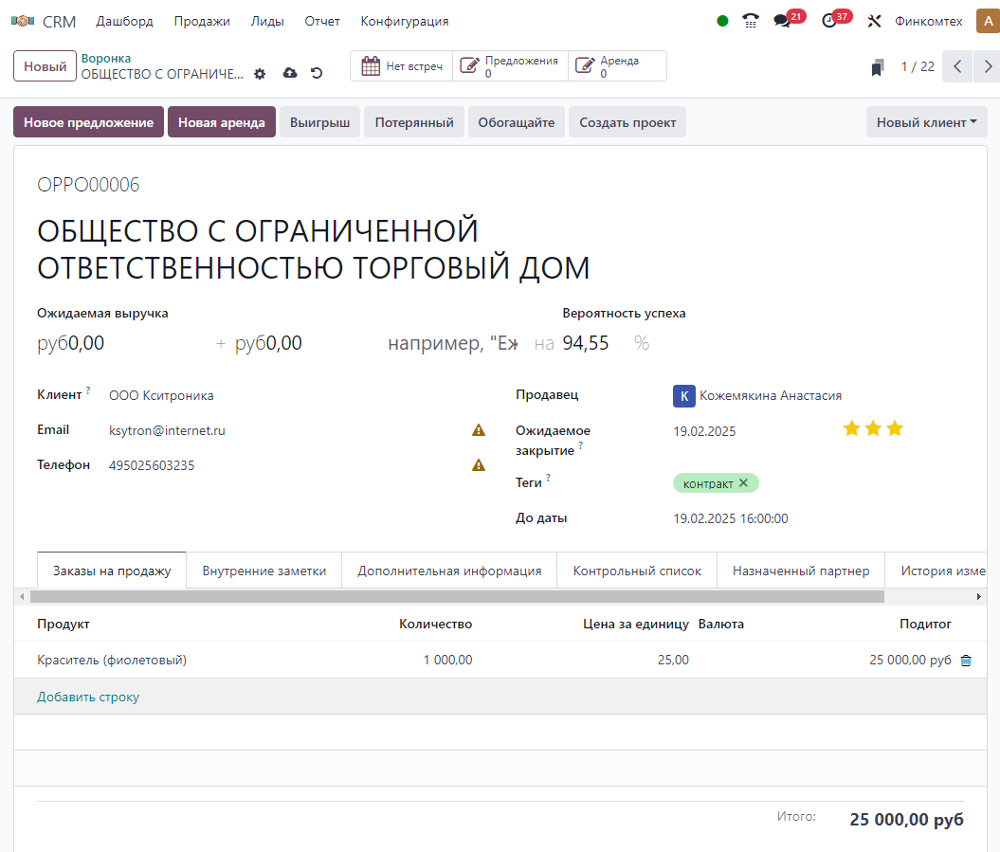 CRM Дашборд Продажи Лиды Отчет Конфигурация 21 37 Финкомтех A
Новый Воронка
ОБЩЕСТВО С ОГРАНИЧЕ... Нет встреч Предложения 0 Аренда 0 1 / 22
Новое предложение Новая аренда Выигрыш Потерянный Обогащайте Создать проект Новый клиент
OPPO00006
ОБЩЕСТВО С ОГРАНИЧЕННОЙ
ОТВЕТСТВЕННОСТЬЮ ТОРГОВЫЙ ДОМ
Ожидаемая выручка Вероятность успеха
руб0,00 + руб0,00 например, "Еж на 94,55 %
Клиент ? ООО Кситроника Продавец К Кожемякина Анастасия
Email ksytron@internet.ru Ожидаемое
закрытие ? 19.02.2025
Телефон 495025603235 Теги ? контракт ✕
До даты 19.02.2025 16:00:00
Заказы на продажу Внутренние заметки Дополнительная информация Контрольный список Назначенный партнер История изме
Продукт Количество Цена за единицу Валюта Подитог
Краситель (фиолетовый) 1 000,00 25,00 25 000,00 руб
Добавить строку
Итого: 25 000,00 руб